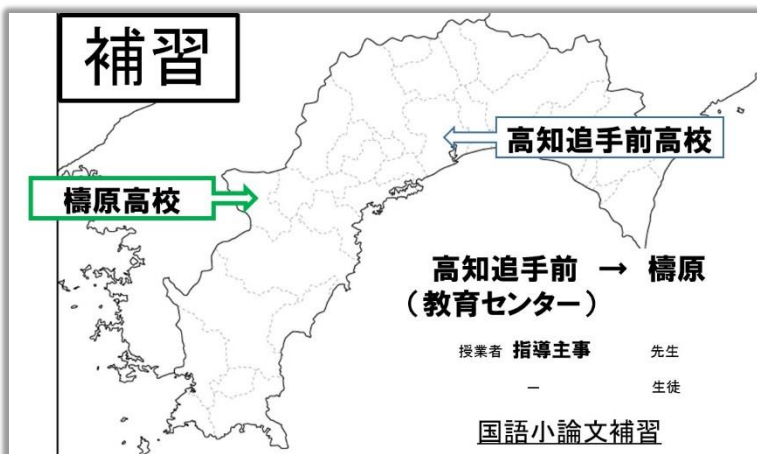 補習
高知追手前高校
檮原高校
高知追手前 → 檮原
(教育センター)
授業者 指導主事 先生
― 生徒
国語小論文補習